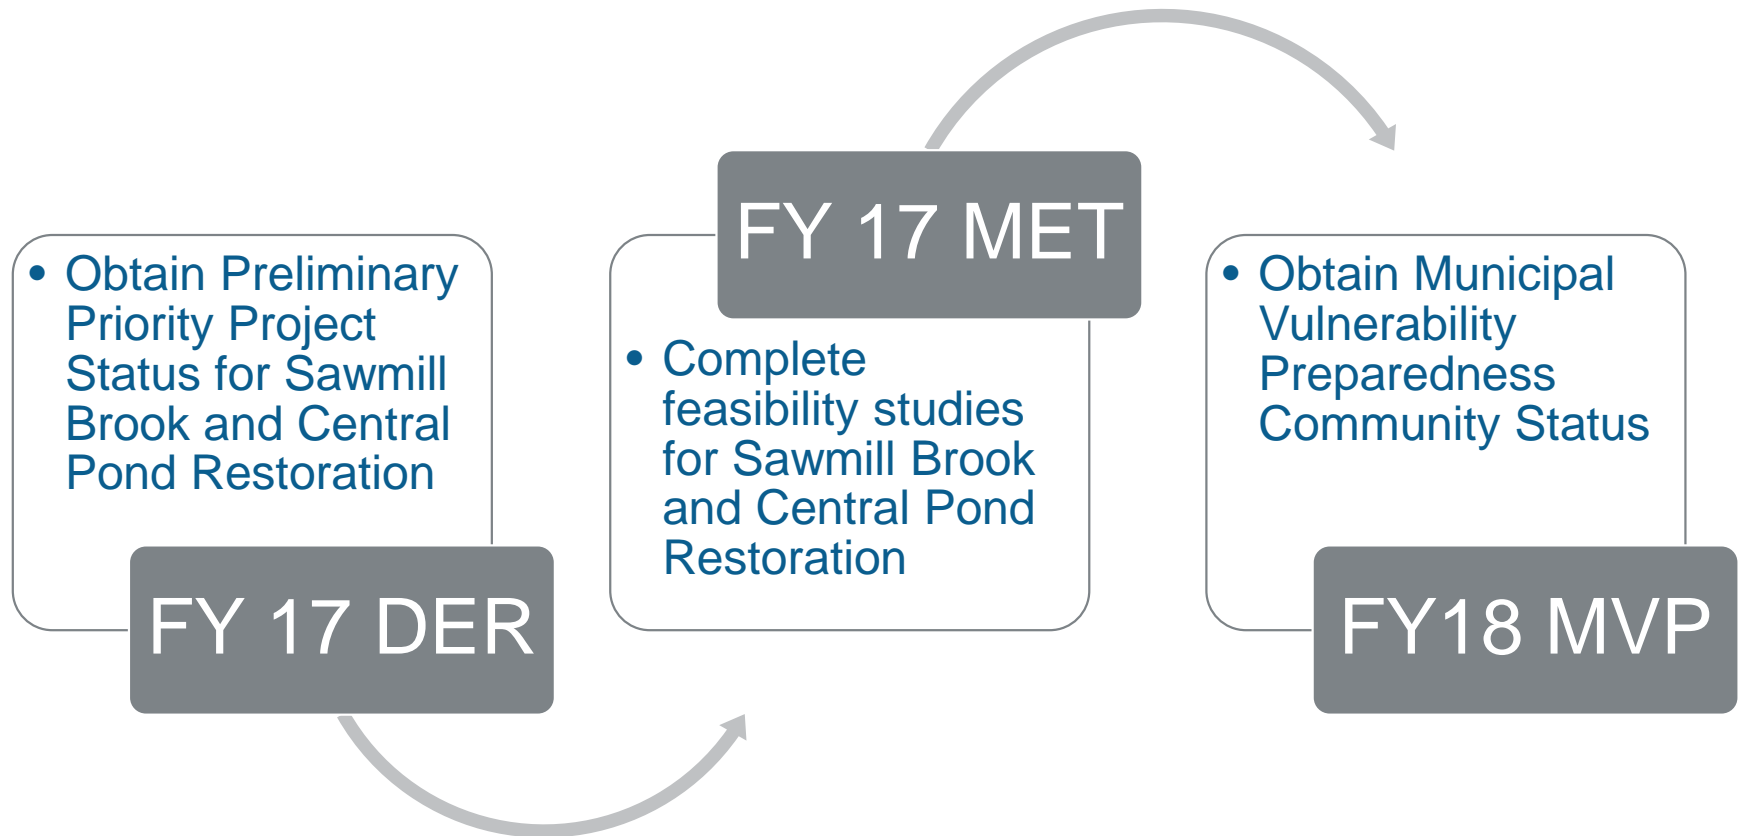 • Obtain Preliminary
Priority Project
Status for Sawmill
Brook and Central
Pond Restoration
FY 17 DER
FY 17 MET
• Complete
feasibility studies
for Sawmill Brook
and Central Pond
Restoration
• Obtain Municipal
Vulnerability
Preparedness
Community Status
FY18 MVP